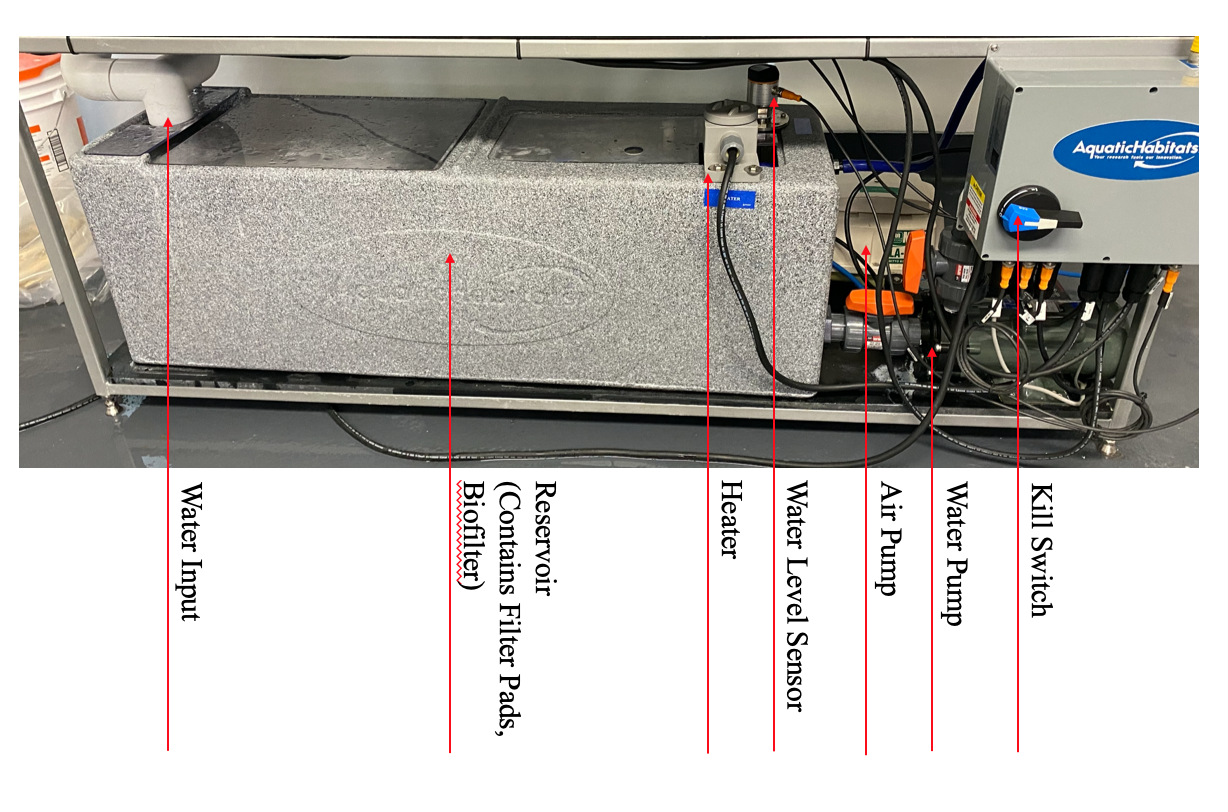 AquaticHabitats
Your research fuels our innovation.
Water Input
Reservoir
(Contains Filter Pads,
Biofilter)
Heater
Water Level Sensor
Air Pump
Water Pump
Kill Switch